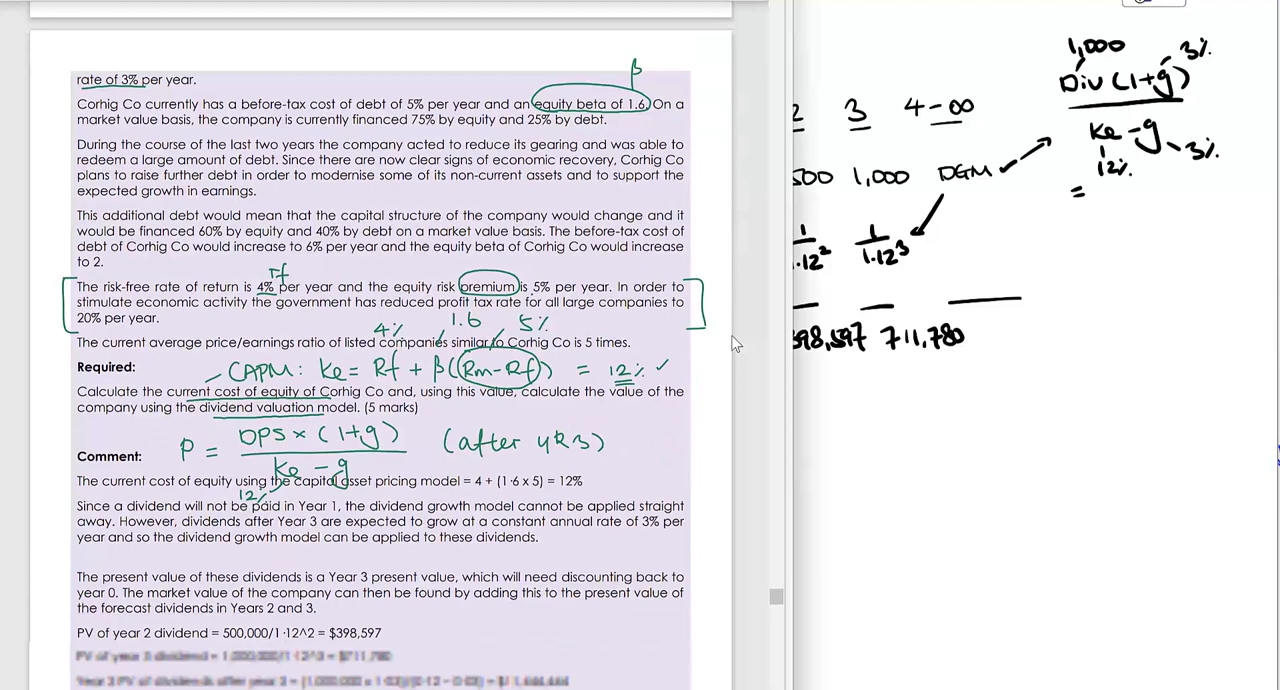 rate of 3% per year.
β
Corhig Co currently has a before-tax cost of debt of 5% per year and an equity beta of 1.6. On a
market value basis, the company is currently financed 75% by equity and 25% by debt.
During the course of the last two years the company acted to reduce its gearing and was able to
redeem a large amount of debt. Since there are now clear signs of economic recovery, Corhig Co
plans to raise further debt in order to modernise some of its non-current assets and to support the
expected growth in earnings.
This additional debt would mean that the capital structure of the company would change and it
would be financed 60% by equity and 40% by debt on a market value basis. The before-tax cost of
debt of Corhig Co would increase to 6% per year and the equity beta of Corhig Co would increase
to 2.
rf
The risk-free rate of return is 4% per year and the equity risk premium is 5% per year. In order to
stimulate economic activity the government has reduced profit tax rate for all large companies to
20% per year.
4% 1.6 5%
The current average price/earnings ratio of listed companies similar to Corhig Co is 5 times.
Required:
CAPM: Ke = Rf + β(Rm-Rf) = 12% ✓
Calculate the current cost of equity of Corhig Co and, using this value, calculate the value of the
company using the dividend valuation model. (5 marks)
P = DPS × (1+g) (after yr 3)
Ke - g
Comment:
The current cost of equity using the capital asset pricing model = 4 + (1·6 x 5) = 12%
12%
Since a dividend will not be paid in Year 1, the dividend growth model cannot be applied straight
away. However, dividends after Year 3 are expected to grow at a constant annual rate of 3% per
year and so the dividend growth model can be applied to these dividends.
The present value of these dividends is a Year 3 present value, which will need discounting back to
year 0. The market value of the company can then be found by adding this to the present value of
the forecast dividends in Years 2 and 3.
PV of year 2 dividend = 500,000/1·12^2 = $398,597
PV of year 3 dividend = 1,000,000/1·12^3 = $711,780
1,000 3%
Div (1+g)
Ke - g
12% 3%
=
2 3 4-∞
500 1,000 DGM
1 1
1.12² 1.12³
398,597 711,780